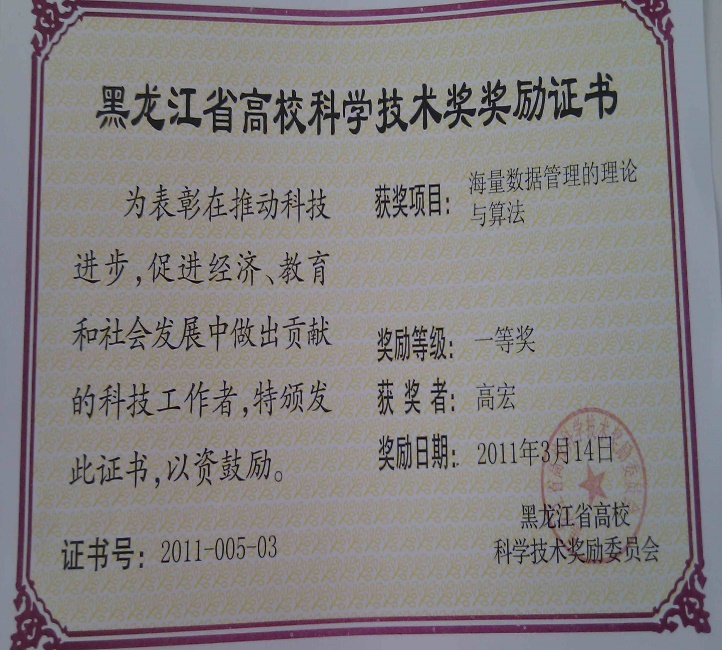 黑龙江省高校科学技术奖奖励证书
为表彰在推动科技
进步,促进经济、教育
和社会发展中做出贡献
的科技工作者,特颁发
此证书,以资鼓励。
证书号: 2011-005-03
获奖项目: 海量数据管理的理论
与算法
奖励等级: 一等奖
获奖者: 高宏
奖励日期: 2011年3月14日
黑龙江省高校
科学技术奖励委员会